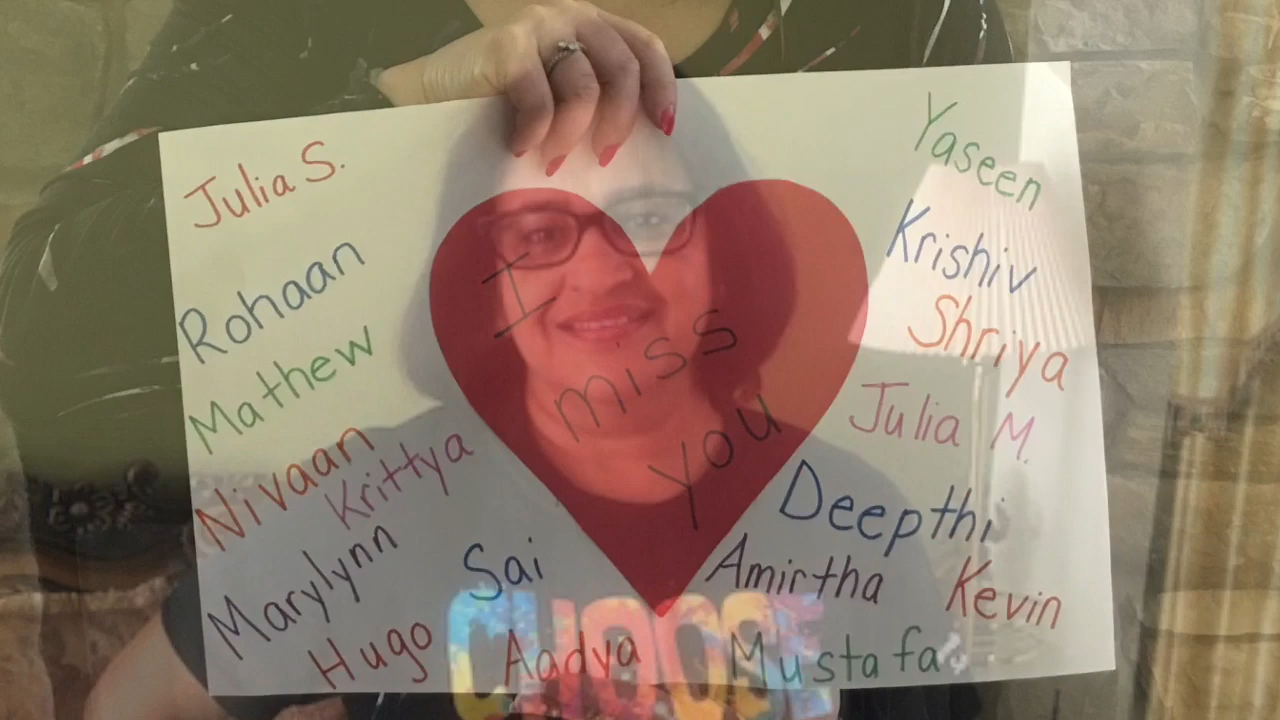 Julia S.
Rohaan
Mathew
Nivaan
Krittya
Marylynn
Hugo
Sai
Aadya
I
miss
you
Yaseen
Krishiv
Shriya
Julia M.
Deepthi
Amirtha
Kevin
Mustafa
CHOOSE